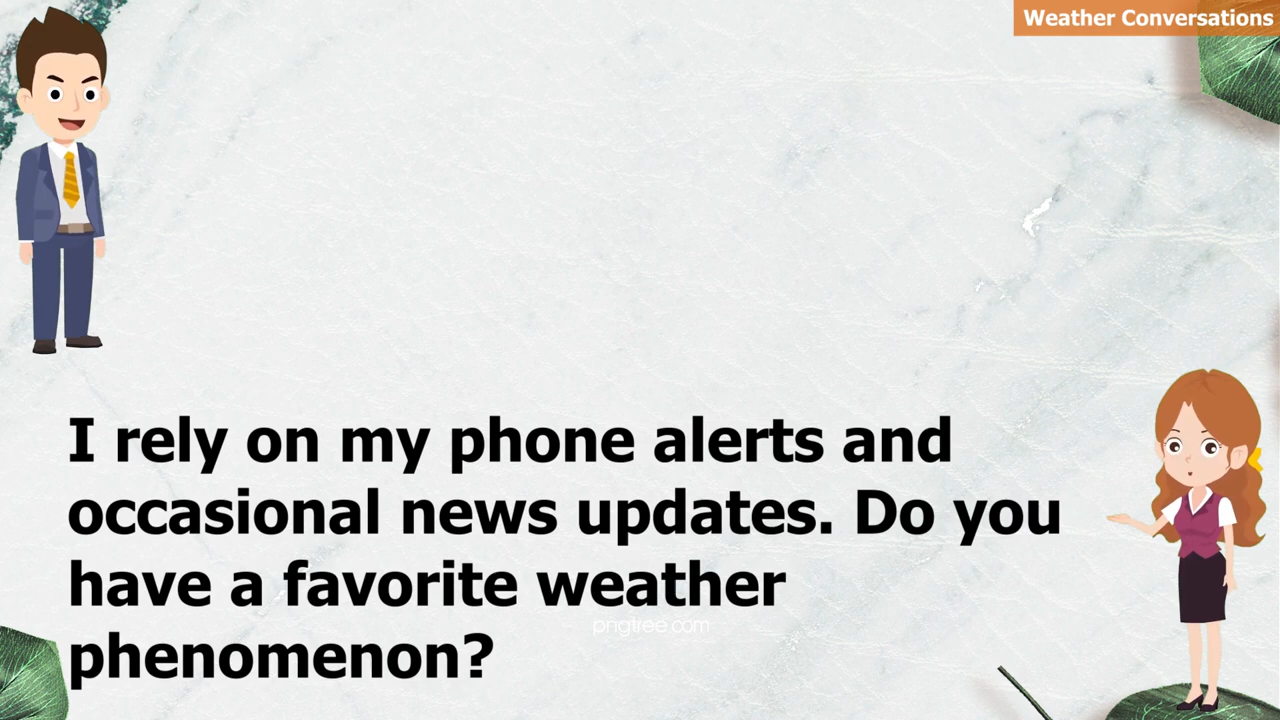 Weather Conversations
I rely on my phone alerts and
occasional news updates. Do you
have a favorite weather
pngtree.com
phenomenon?